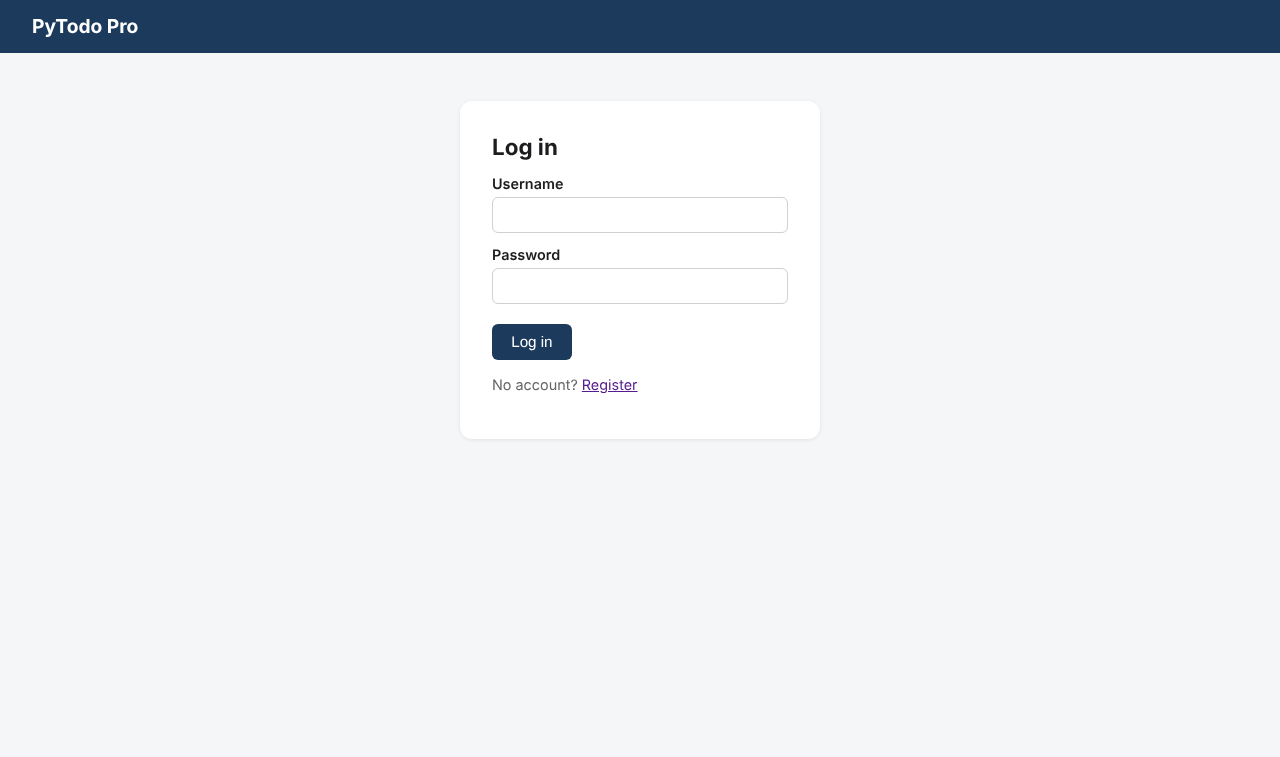 PyTodo Pro
Log in
Username
Password
Log in
No account? Register